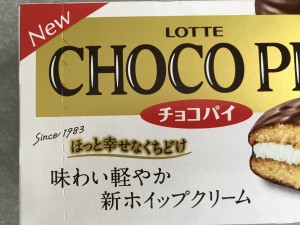 New
LOTTE
CHOCO PI
チョコパイ
Since 1983
ほっと幸せなくちどけ
味わい軽やか
新ホイップクリーム